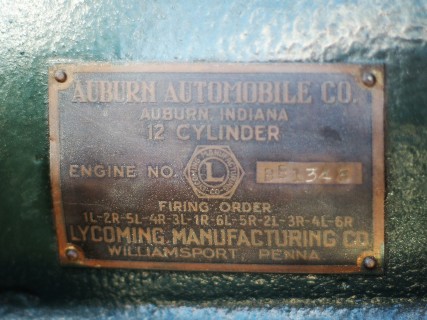 AUBURN AUTOMOBILE CO.
AUBURN, INDIANA
12 CYLINDER
ENGINE NO. L
FIRING ORDER
1L-2R-5L-4R-3L-1R-6L-5R-2L-3R-4L-6R
LYCOMING MANUFACTURING CO.
WILLIAMSPORT PENNA